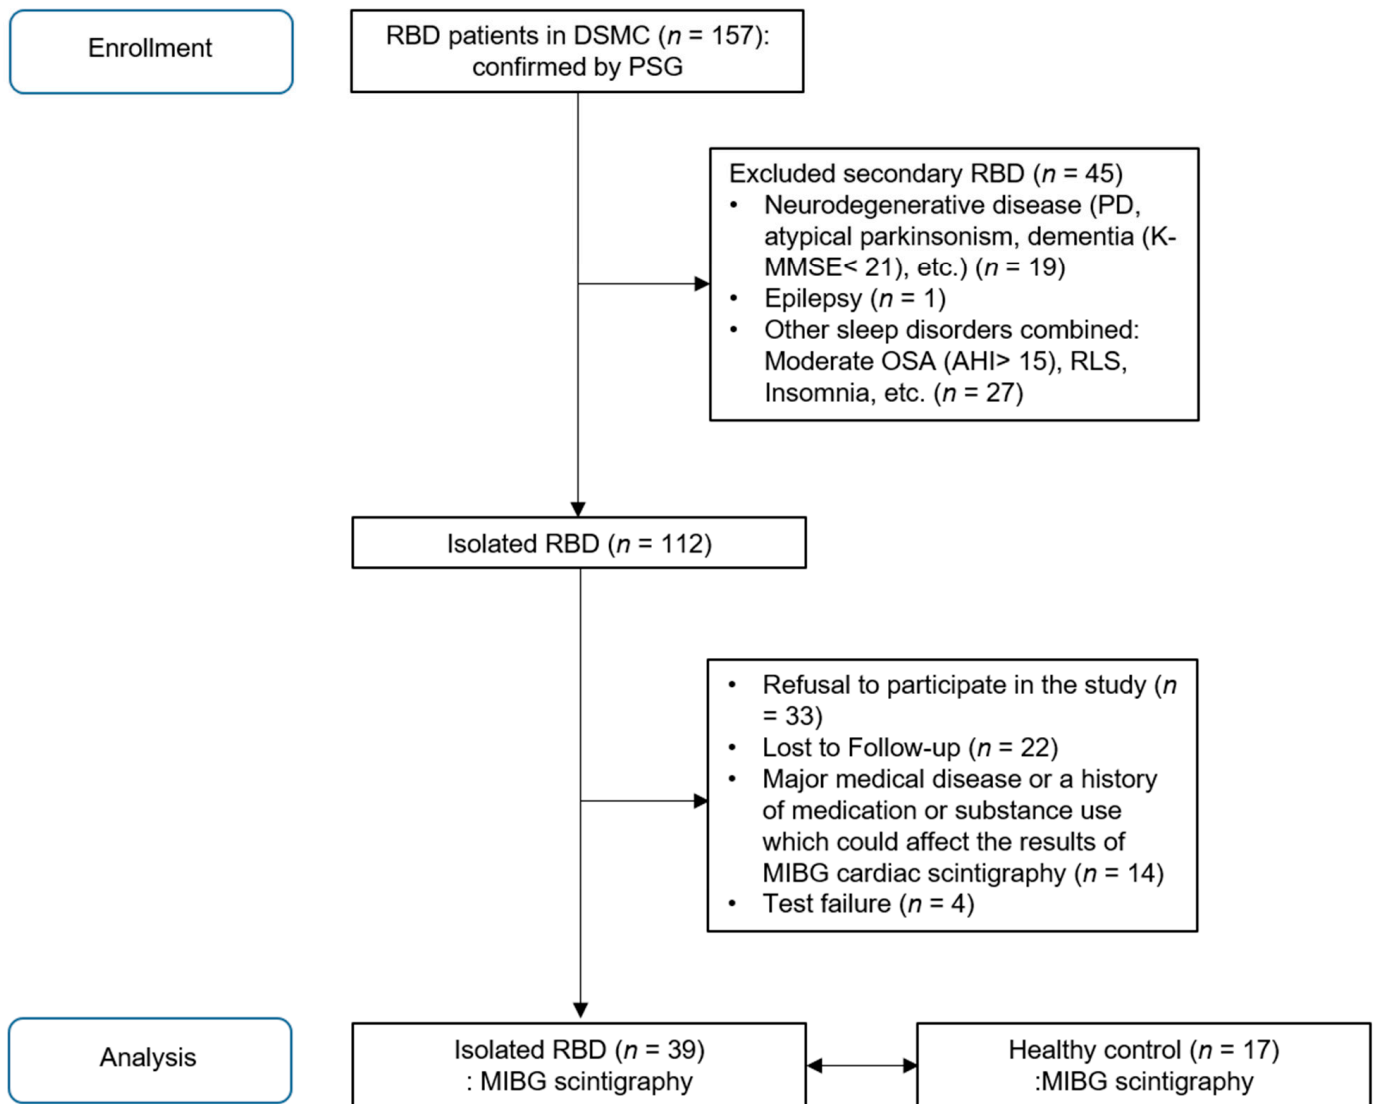 Enrollment
RBD patients in DSMC (n = 157):
confirmed by PSG
Excluded secondary RBD (n = 45)
• Neurodegenerative disease (PD,
atypical parkinsonism, dementia (K-
MMSE< 21), etc.) (n = 19)
• Epilepsy (n = 1)
• Other sleep disorders combined:
Moderate OSA (AHI> 15), RLS,
Insomnia, etc. (n = 27)
Isolated RBD (n = 112)
• Refusal to participate in the study (n
= 33)
• Lost to Follow-up (n = 22)
• Major medical disease or a history
of medication or substance use
which could affect the results of
MIBG cardiac scintigraphy (n = 14)
• Test failure (n = 4)
Analysis
Isolated RBD (n = 39)
: MIBG scintigraphy
Healthy control (n = 17)
:MIBG scintigraphy